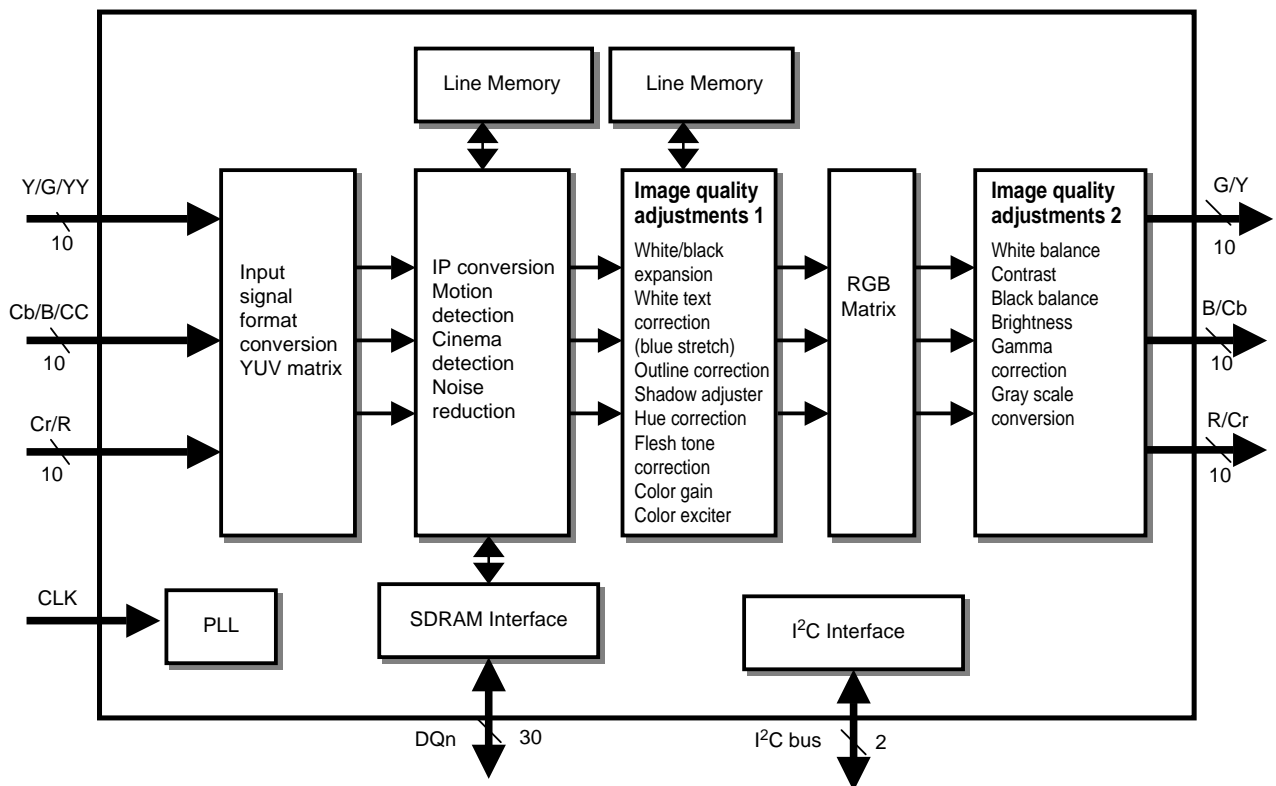 Line Memory
Line Memory
Y/G/YY
10
Cb/B/CC
10
Cr/R
10
CLK
Input
signal
format
conversion
YUV matrix
IP conversion
Motion
detection
Cinema
detection
Noise
reduction
Image quality
adjustments 1
White/black
expansion
White text
correction
(blue stretch)
Outline correction
Shadow adjuster
Hue correction
Flesh tone
correction
Color gain
Color exciter
RGB
Matrix
Image quality
adjustments 2
White balance
Contrast
Black balance
Brightness
Gamma
correction
Gray scale
conversion
G/Y
10
B/Cb
10
R/Cr
10
PLL
SDRAM Interface
I²C Interface
DQn
30
I²C bus
2